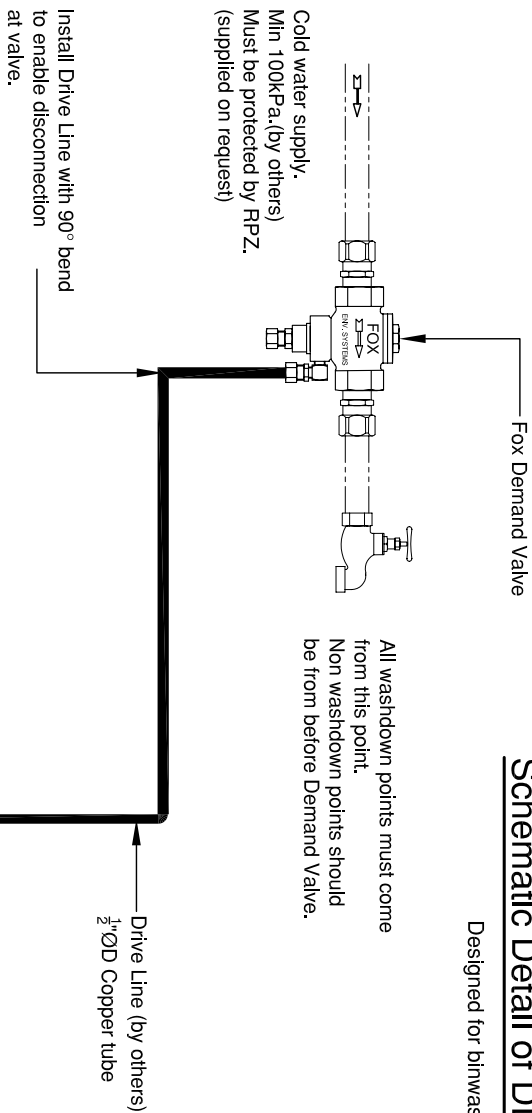 Schematic Detail of D
Designed for binwas
Fox Demand Valve
FOX
ENV. SYSTEMS
Cold water supply.
Min 100kPa.(by others)
Must be protected by RPZ.
(supplied on request)
All washdown points must come
from this point.
Non washdown points should
be from before Demand Valve.
Install Drive Line with 90° bend
to enable disconnection
at valve.
Drive Line (by others)
½"ØD Copper tube